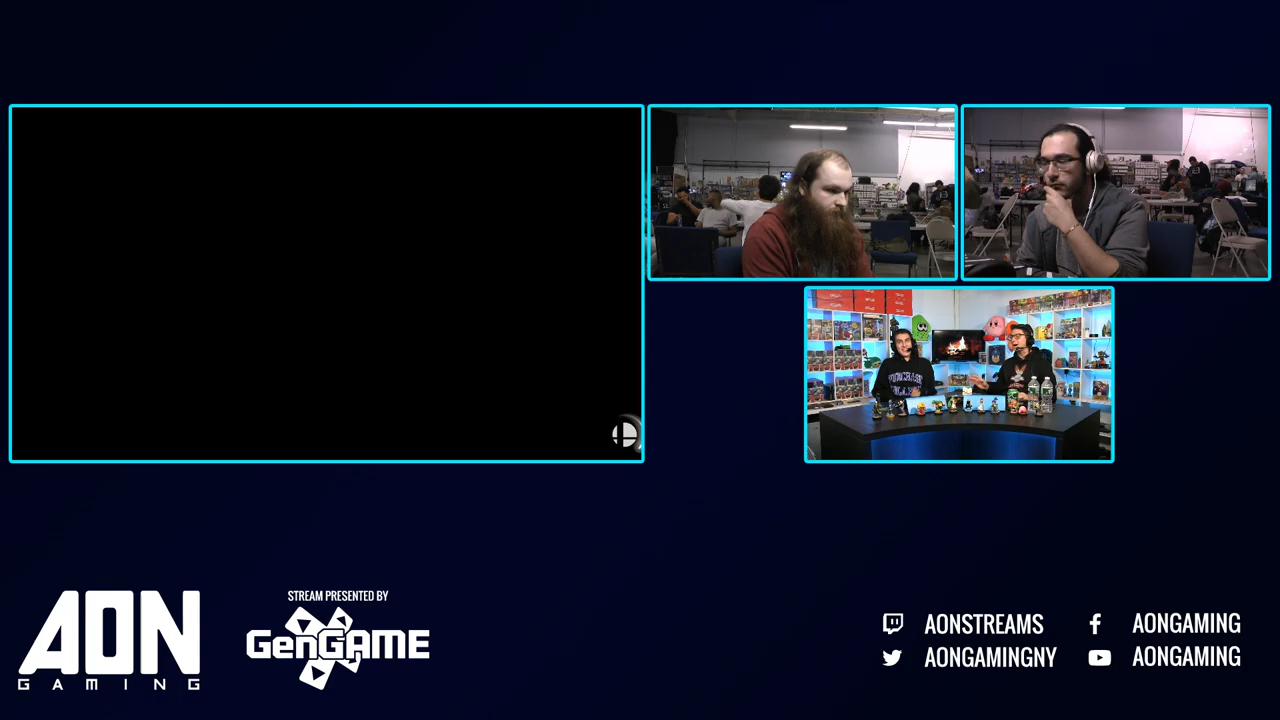 AON
GAMING
STREAM PRESENTED BY
GenGAME
AONSTREAMS
AONGAMING
AONGAMINGNY
AONGAMING